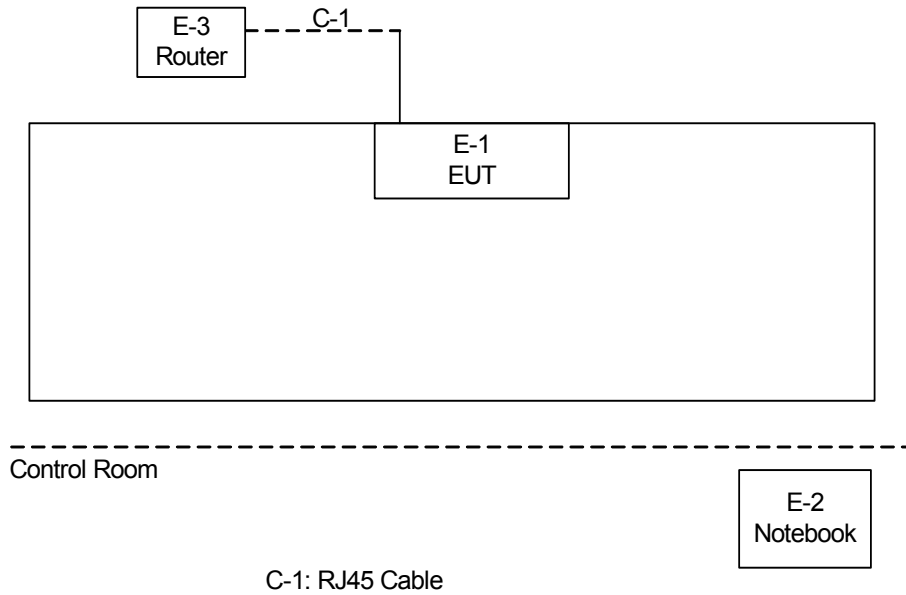 E-3
Router
C-1
E-1
EUT
Control Room
E-2
Notebook
C-1: RJ45 Cable